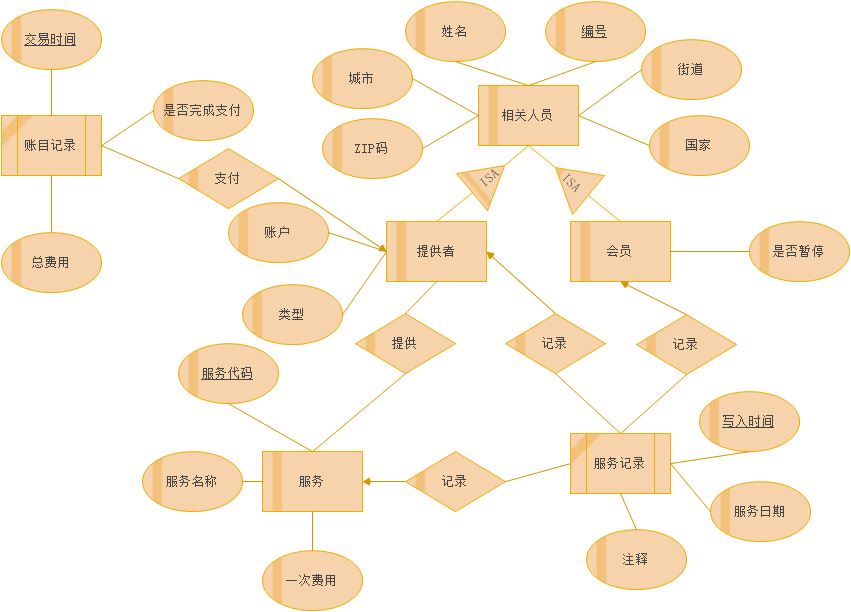 交易时间
姓名
编号
城市
街道
是否完成支付
相关人员
账目记录
ZIP码
国家
支付
ISA
ISA
账户
提供者
会员
是否暂停
总费用
类型
提供
记录
记录
服务代码
写入时间
服务记录
服务名称
服务
记录
服务日期
注释
一次费用